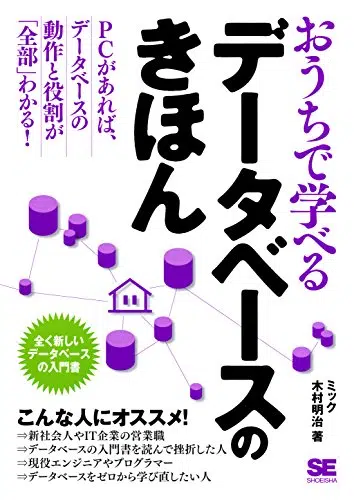 おうちで学べる
データベースの
きほん
PCがあれば、
データベースの
動作と役割が
「全部」わかる!
全く新しい
データベース
の入門書
ミック
木村明治 著
こんな人にオススメ!
⇒新社会人やIT企業の営業職
⇒データベースの入門書を読んで挫折した人
⇒現役エンジニアやプログラマー
⇒データベースをゼロから学び直したい人
SE
SHOEISHA